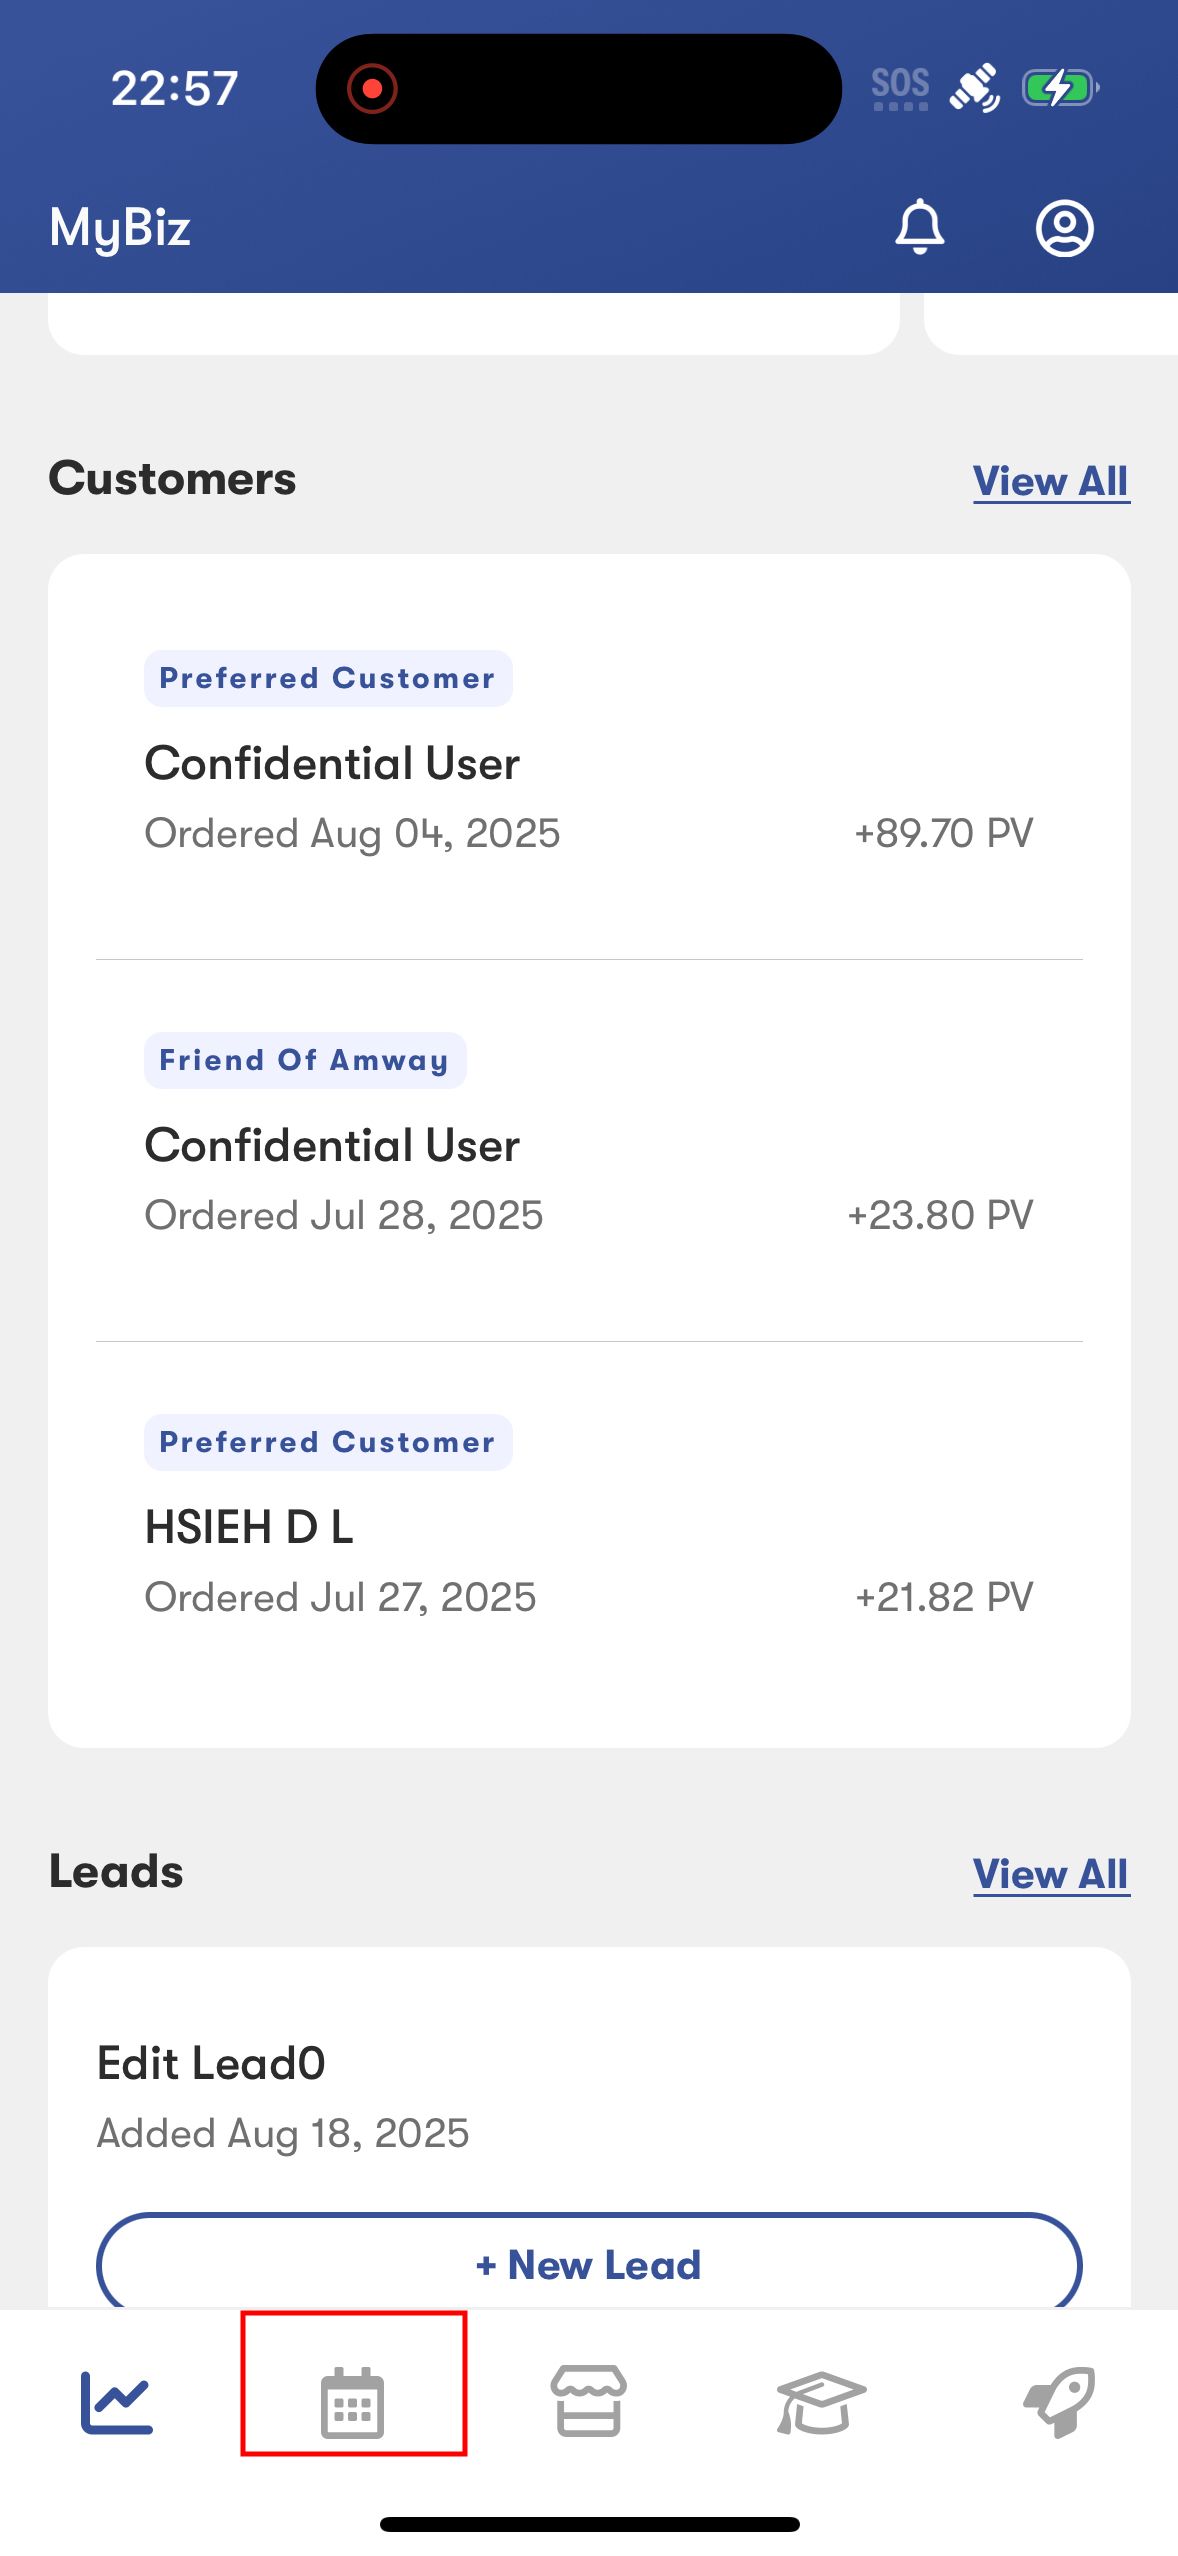 22:57
SOS
MyBiz
Customers
View All
Preferred Customer
Confidential User
Ordered Aug 04, 2025
+89.70 PV
Friend Of Amway
Confidential User
Ordered Jul 28, 2025
+23.80 PV
Preferred Customer
HSIEH D L
Ordered Jul 27, 2025
+21.82 PV
Leads
View All
Edit Lead0
Added Aug 18, 2025
+ New Lead